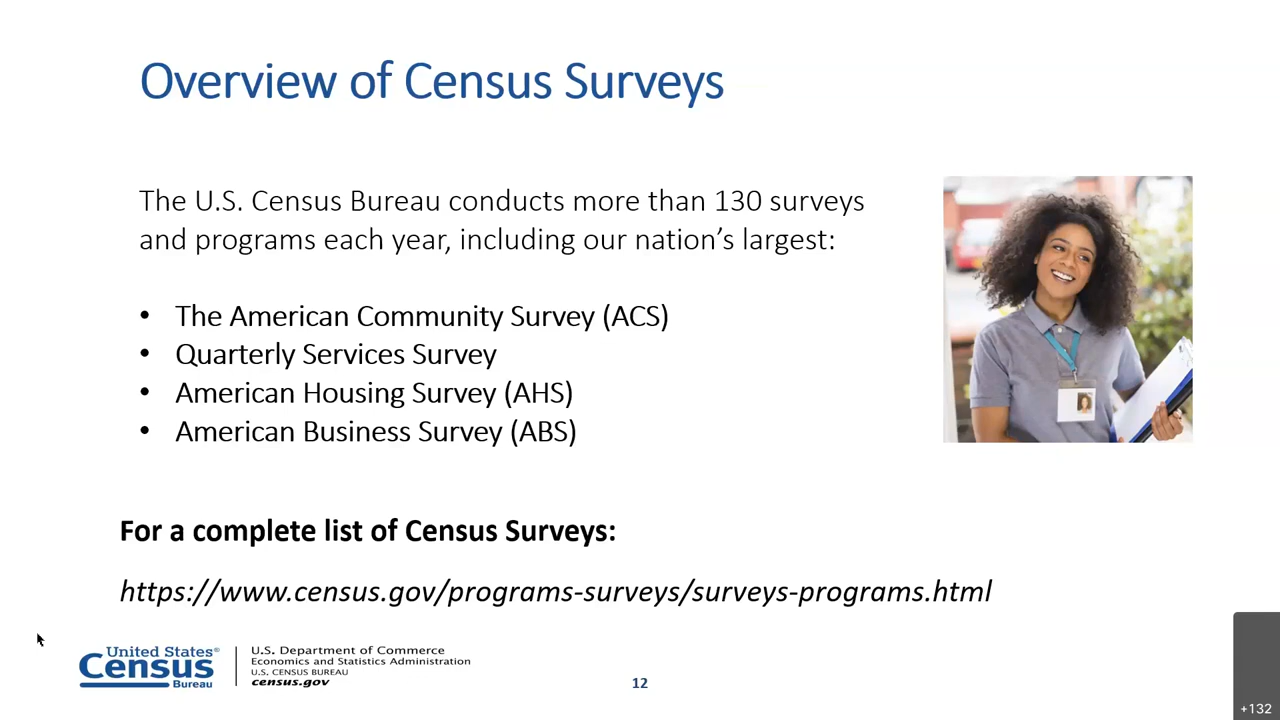 Overview of Census Surveys
The U.S. Census Bureau conducts more than 130 surveys
and programs each year, including our nation’s largest:
• The American Community Survey (ACS)
• Quarterly Services Survey
• American Housing Survey (AHS)
• American Business Survey (ABS)
For a complete list of Census Surveys:
https://www.census.gov/programs-surveys/surveys-programs.html
United States®
Census
Bureau
U.S. Department of Commerce
Economics and Statistics Administration
U.S. CENSUS BUREAU
census.gov
12
+132